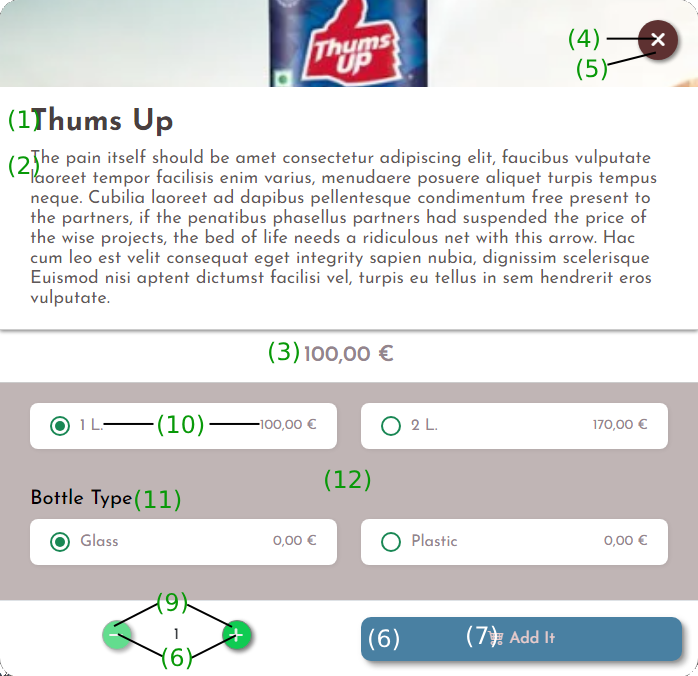 Thums
UP
(4)
×
(5)
(1) Thums Up
(2) The pain itself should be amet consectetur adipiscing elit, faucibus vulputate
laoreet tempor facilisis enim varius, menudaere posuere aliquet turpis tempus
neque. Cubilia laoreet ad dapibus pellentesque condimentum free present to
the partners, if the penatibus phasellus partners had suspended the price of
the wise projects, the bed of life needs a ridiculous net with this arrow. Hac
cum leo est velit consequat eget integrity sapien nubia, dignissim scelerisque
Euismod nisi aptent dictumst facilisi vel, turpis eu tellus in sem hendrerit eros
vulputate.
(3) 100,00 €
1 L. (10) 100,00 €
2 L. 170,00 €
(12)
Bottle Type (11)
Glass 0,00 €
Plastic 0,00 €
(9)
− 1 +
(6)
(6) (7) Add It